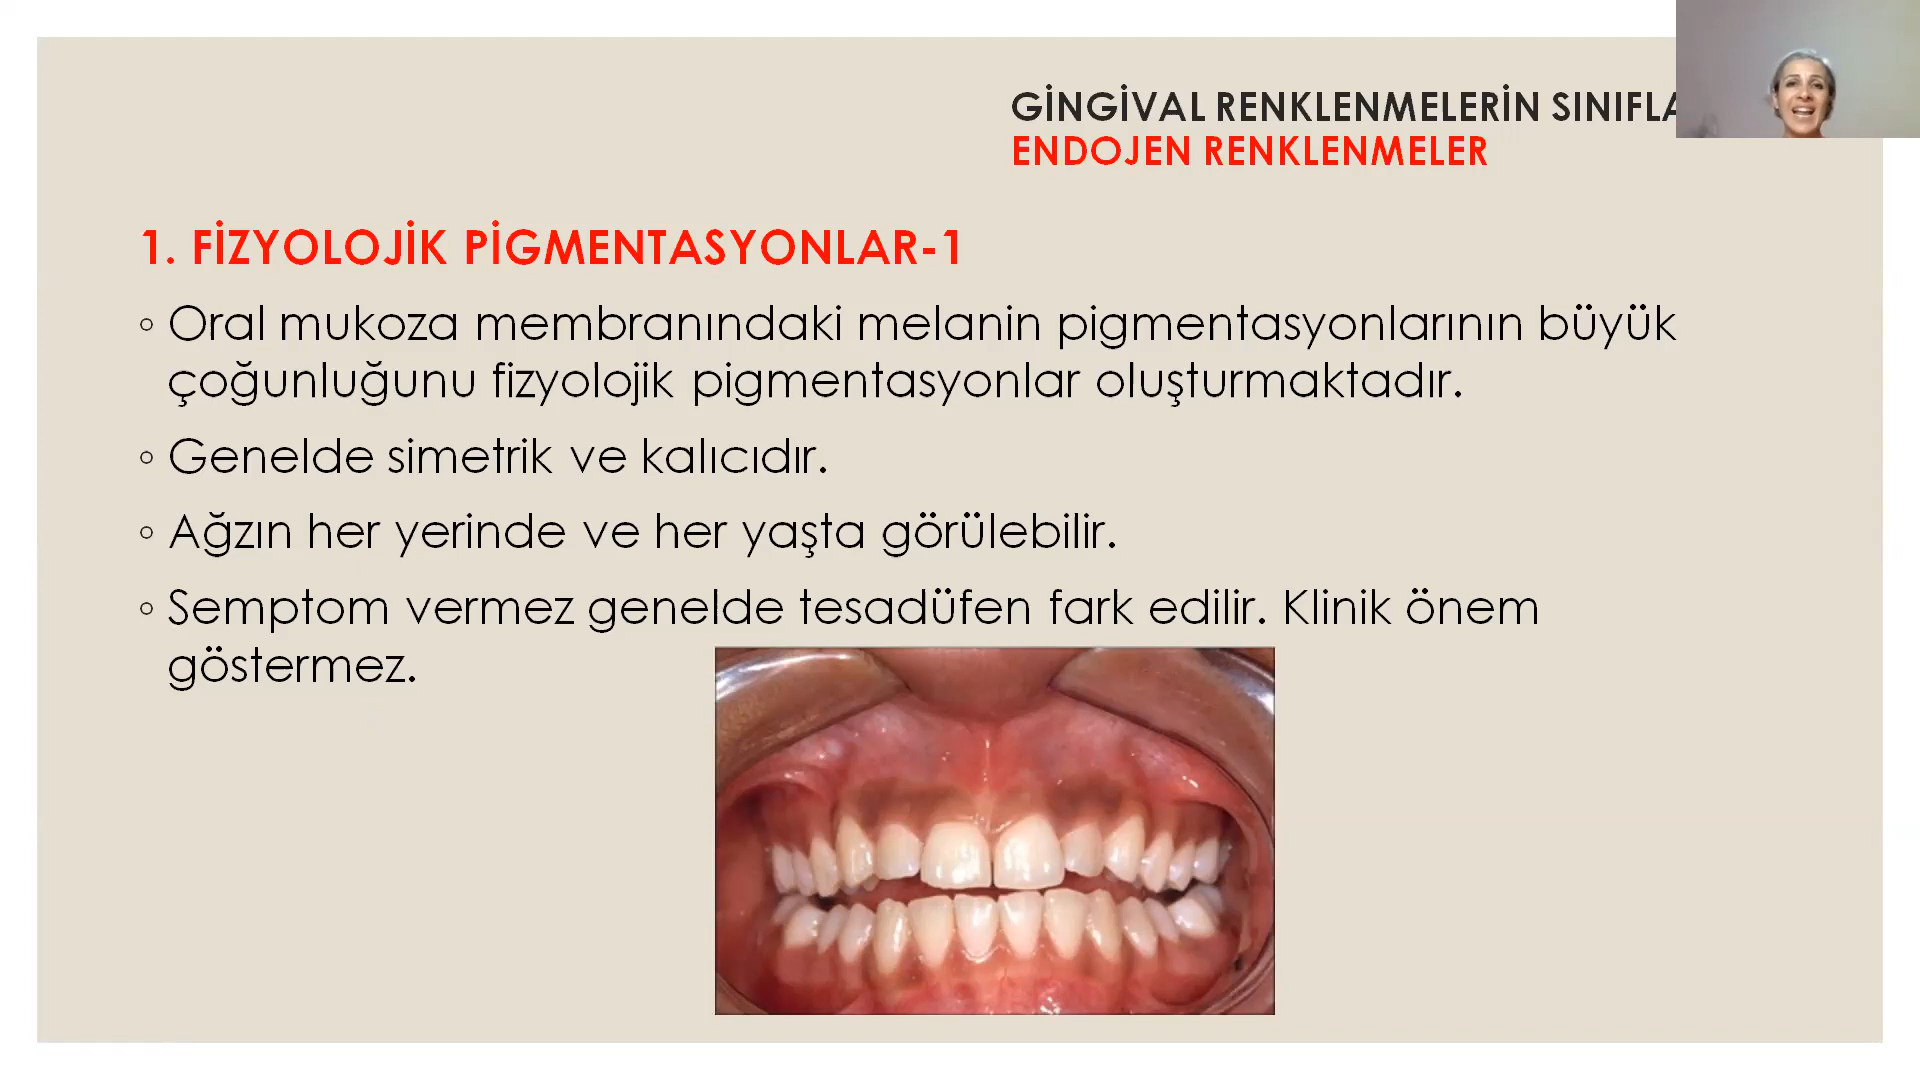 GİNGİVAL RENKLENMELERİN
ENDOJEN RENKLENMELER
1. FİZYOLOJİK PİGMENTASYONLAR-1
◦ Oral mukoza membranındaki melanin pigmentasyonlarının büyük
çoğunluğunu fizyolojik pigmentasyonlar oluşturmaktadır.
◦ Genelde simetrik ve kalıcıdır.
◦ Ağzın her yerinde ve her yaşta görülebilir.
◦ Semptom vermez genelde tesadüfen fark edilir. Klinik önem
göstermez.